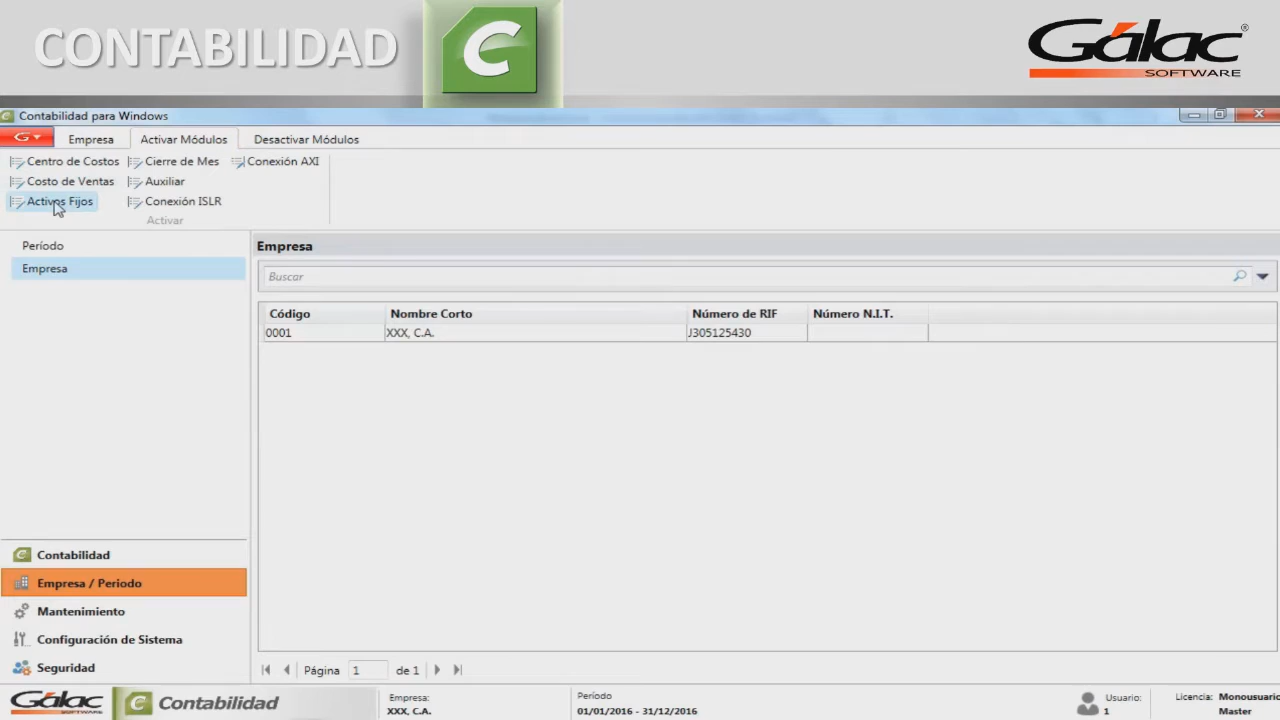 CONTABILIDAD
C
Gálac®
SOFTWARE
Contabilidad para Windows
G
Empresa
Activar Módulos
Desactivar Módulos
Centro de Costos
Cierre de Mes
Conexión AXI
Costo de Ventas
Auxiliar
Activos Fijos
Conexión ISLR
Activar
Período
Empresa
Empresa
Buscar
Código
Nombre Corto
Número de RIF
Número N.I.T.
0001
XXX, C.A.
J305125430
Contabilidad
Empresa / Periodo
Mantenimiento
Configuración de Sistema
Seguridad
Página 1 de 1
Gálac
SOFTWARE
Contabilidad
Empresa:
XXX, C.A.
Período
01/01/2016 - 31/12/2016
Usuario:
1
Licencia: Monousuario
Master